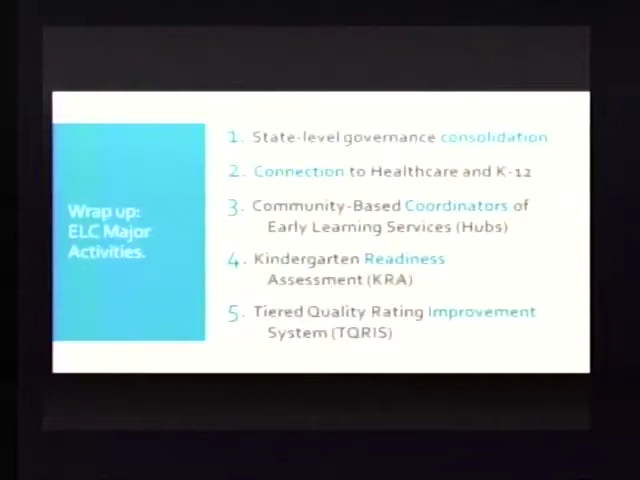 Wrap up:
ELC Major
Activities.
1. State-level governance consolidation
2. Connection to Healthcare and K-12
3. Community-Based Coordinators of
Early Learning Services (Hubs)
4. Kindergarten Readiness
Assessment (KRA)
5. Tiered Quality Rating Improvement
System (TQRIS)